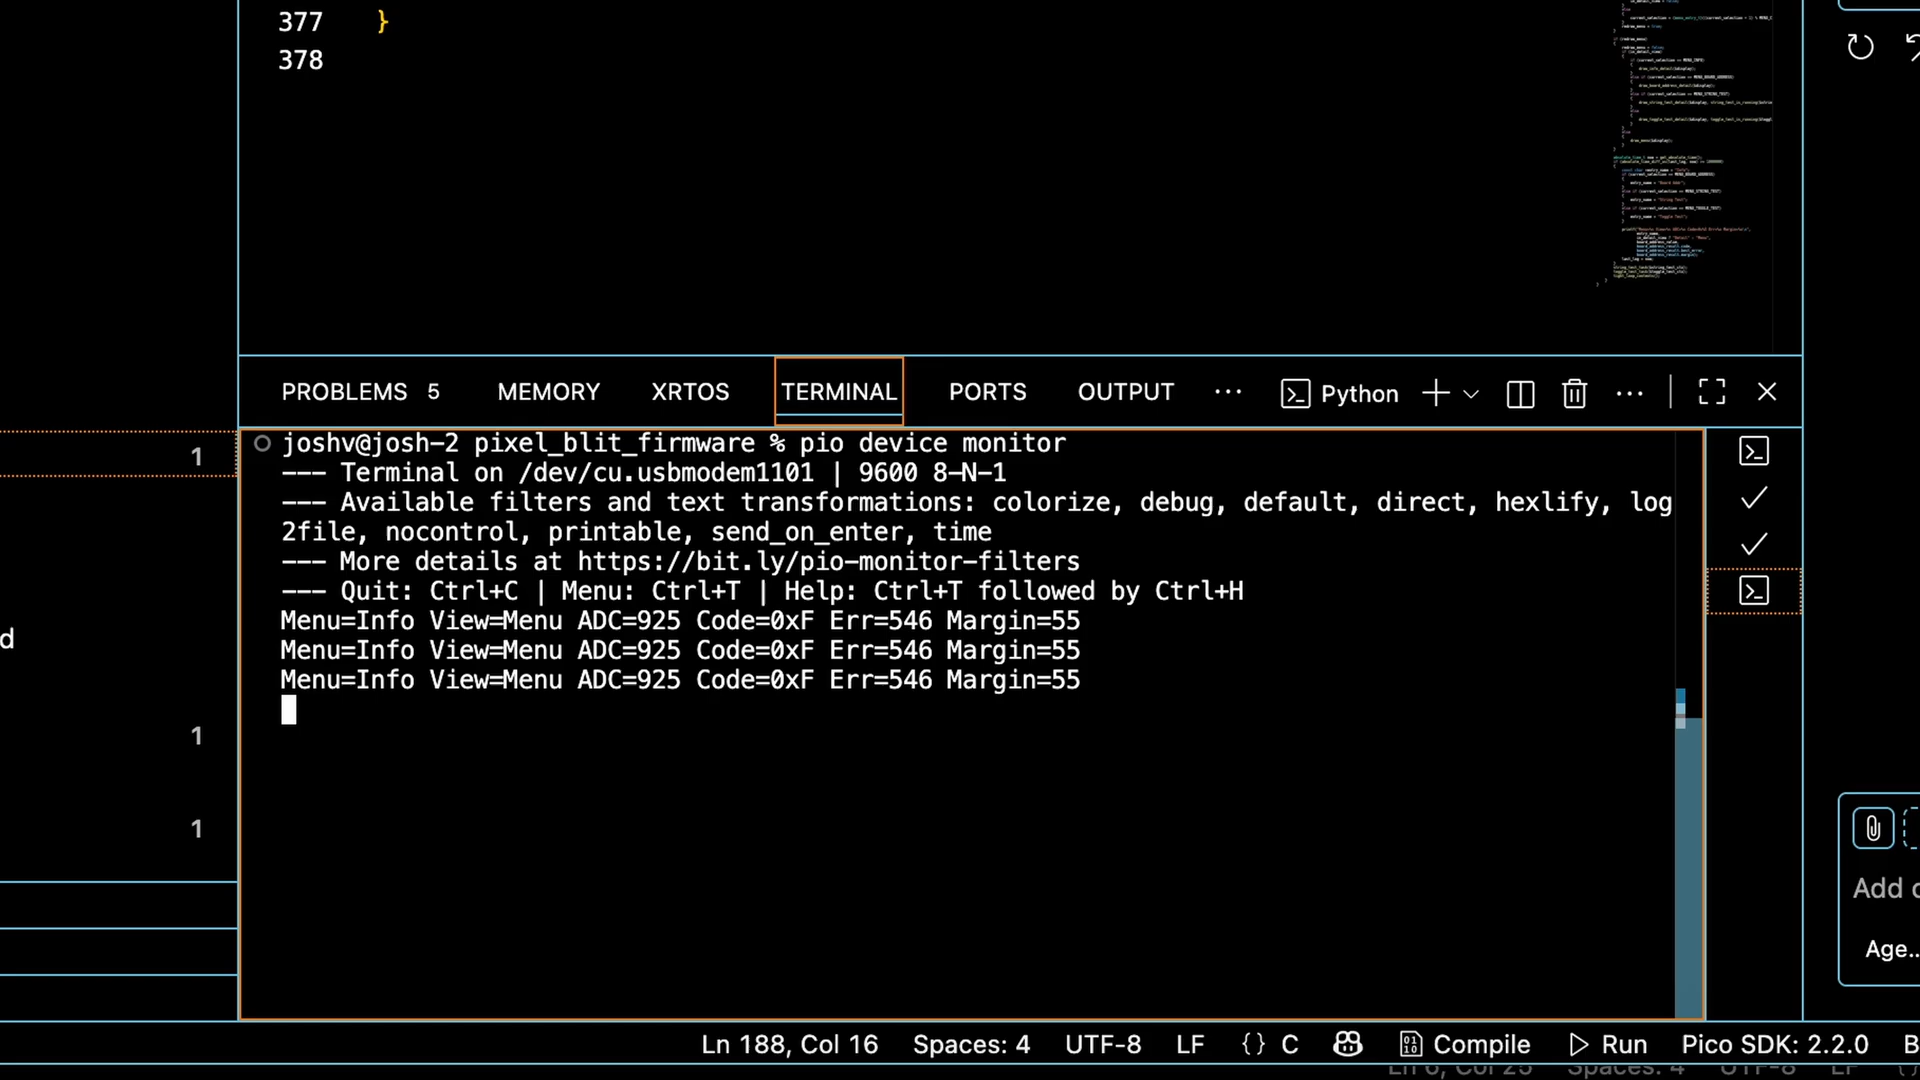 377 }
378
PROBLEMS 5 MEMORY XRTOS TERMINAL PORTS OUTPUT ... Python
joshv@josh-2 pixel_blit_firmware % pio device monitor
--- Terminal on /dev/cu.usbmodem1101 | 9600 8-N-1
--- Available filters and text transformations: colorize, debug, default, direct, hexlify, log
2file, nocontrol, printable, send_on_enter, time
--- More details at https://bit.ly/pio-monitor-filters
--- Quit: Ctrl+C | Menu: Ctrl+T | Help: Ctrl+T followed by Ctrl+H
Menu=Info View=Menu ADC=925 Code=0xF Err=546 Margin=55
Menu=Info View=Menu ADC=925 Code=0xF Err=546 Margin=55
Menu=Info View=Menu ADC=925 Code=0xF Err=546 Margin=55
1
d
1
1
Add
Age...
Ln 188, Col 16 Spaces: 4 UTF-8 LF {} C Compile Run Pico SDK: 2.2.0 B